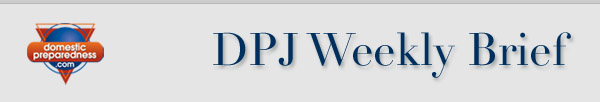 domestic
preparedness
.com
DPJ Weekly Brief